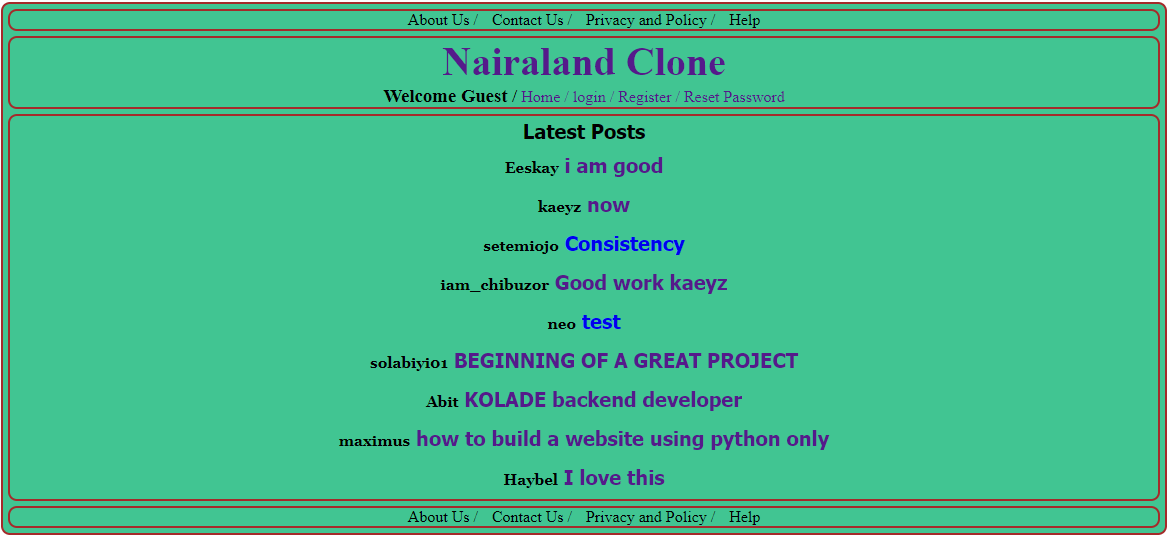 About Us / Contact Us / Privacy and Policy / Help
Nairaland Clone
Welcome Guest / Home / login / Register / Reset Password
Latest Posts
Eeskay i am good
kaeyz now
setemiojo Consistency
iam_chibuzor Good work kaeyz
neo test
solabiyi01 BEGINNING OF A GREAT PROJECT
Abit KOLADE backend developer
maximus how to build a website using python only
Haybel I love this
About Us / Contact Us / Privacy and Policy / Help